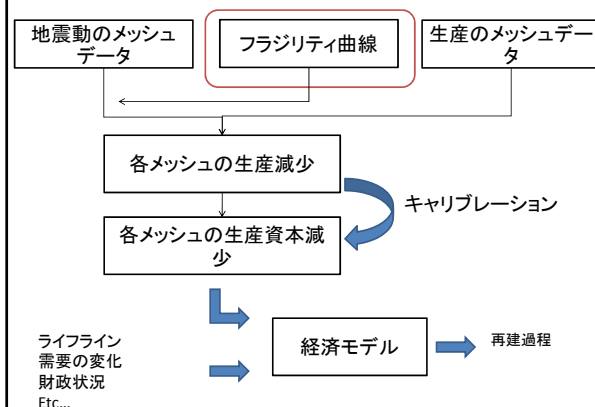 地震動のメッシュ
データ
フラジリティ曲線
生産のメッシュデー
タ
各メッシュの生産減少
キャリブレーション
各メッシュの生産資本減
少
ライフライン
需要の変化
財政状況
Etc...
経済モデル
再建過程